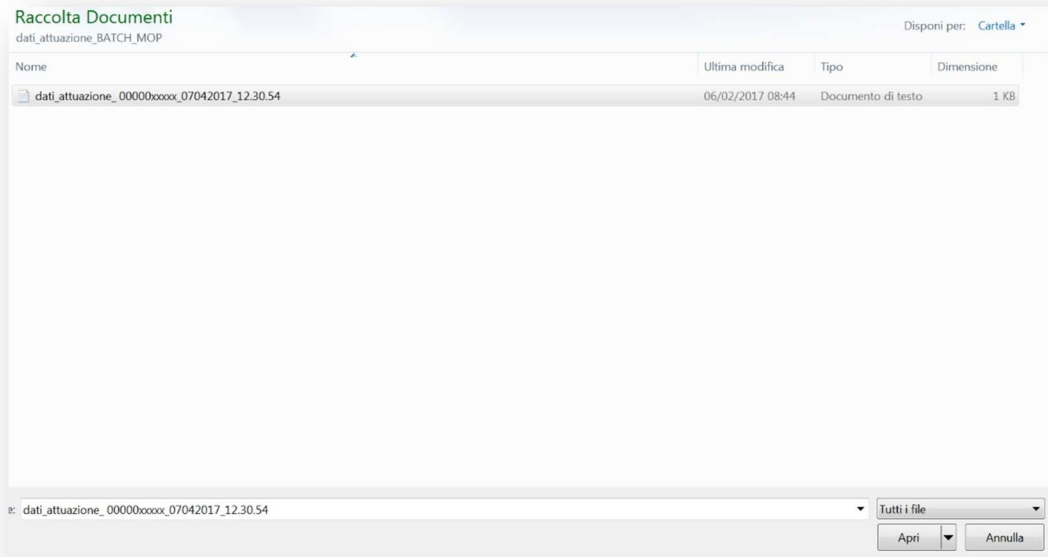 Raccolta Documenti
dati_attuazione_BATCH_MOP
Disponi per: Cartella
Nome Ultima modifica Tipo Dimensione
dati_attuazione_ 00000xxxxx_07042017_12.30.54 06/02/2017 08:44 Documento di testo 1 KB
e: dati_attuazione_ 00000xxxxx_07042017_12.30.54 Tutti i file
Apri Annulla